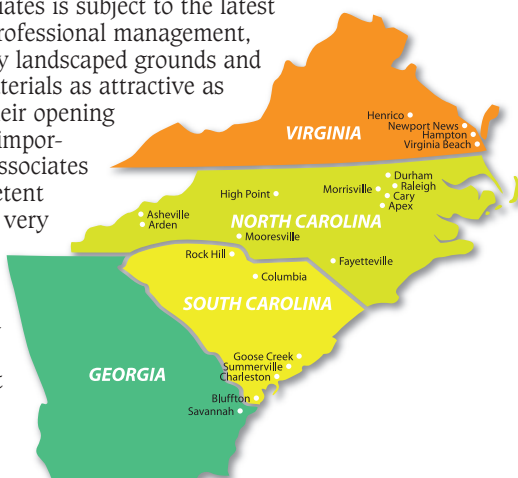 iates is subject to the latest
rofessional management,
y landscaped grounds and
terials as attractive as
eir opening
impor-
ssociates
etent
very
t
Henrico
Newport News
Hampton
Virginia Beach
VIRGINIA
Durham
Raleigh
Morrisville
Cary
Apex
High Point
Asheville
Arden
NORTH CAROLINA
Mooresville
Rock Hill
Fayetteville
Columbia
SOUTH CAROLINA
Goose Creek
Summerville
Charleston
GEORGIA
Bluffton
Savannah